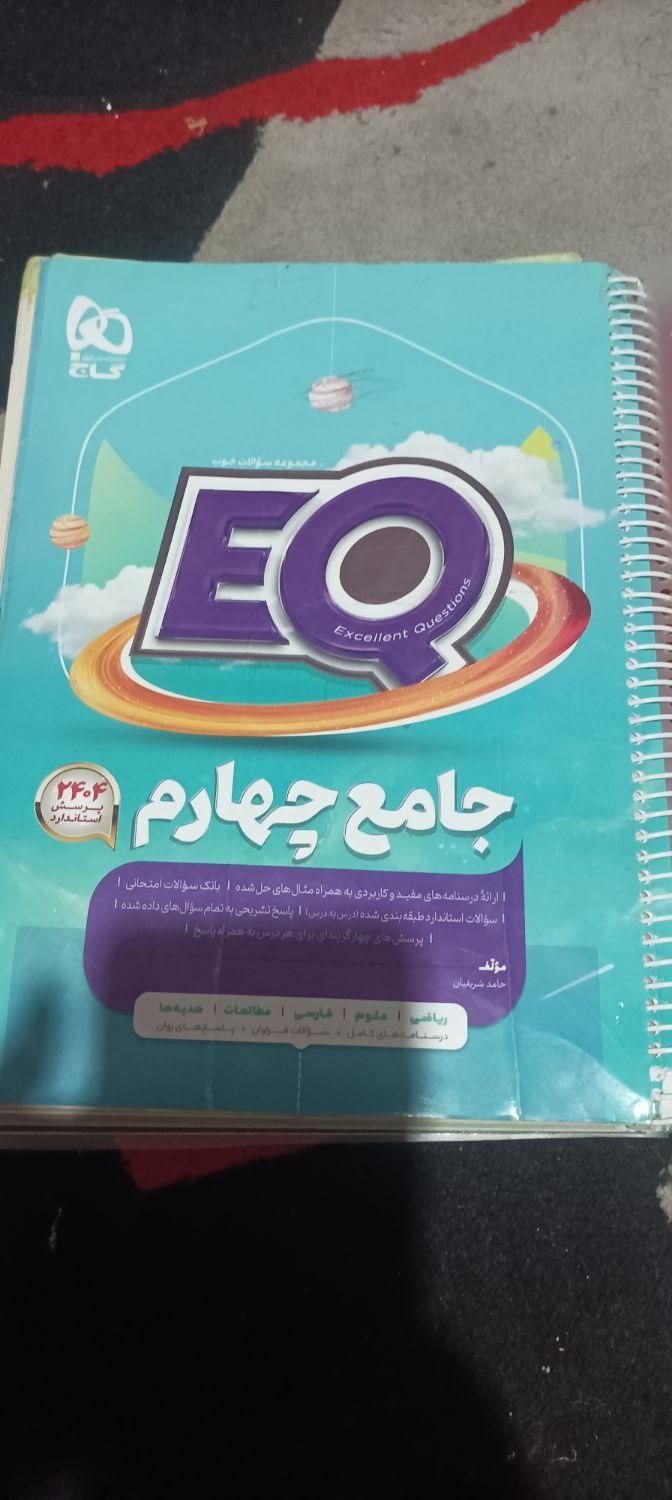 گاج
مجموعه سؤالات خوب
EQ
Excellent Questions
جامع چهارم
۲۴۰۴
پرسش
استاندارد
| ارائهٔ درسنامه‌های مفید و کاربردی به همراه مثال‌های حل شده | بانک سؤالات امتحانی |
| سؤالات استاندارد طبقه‌بندی شده (درس به درس) | پاسخ تشریحی به تمام سؤال‌های داده شده |
| پرسش‌های چهارگزینه‌ای برای هر درس به همراه پاسخ |
مؤلف
حامد شریفیان
ریاضی | علوم | فارسی | مطالعات | هدیه‌ها
درسنامه‌های کامل • سؤالات فراوان • پاسخ‌های روان